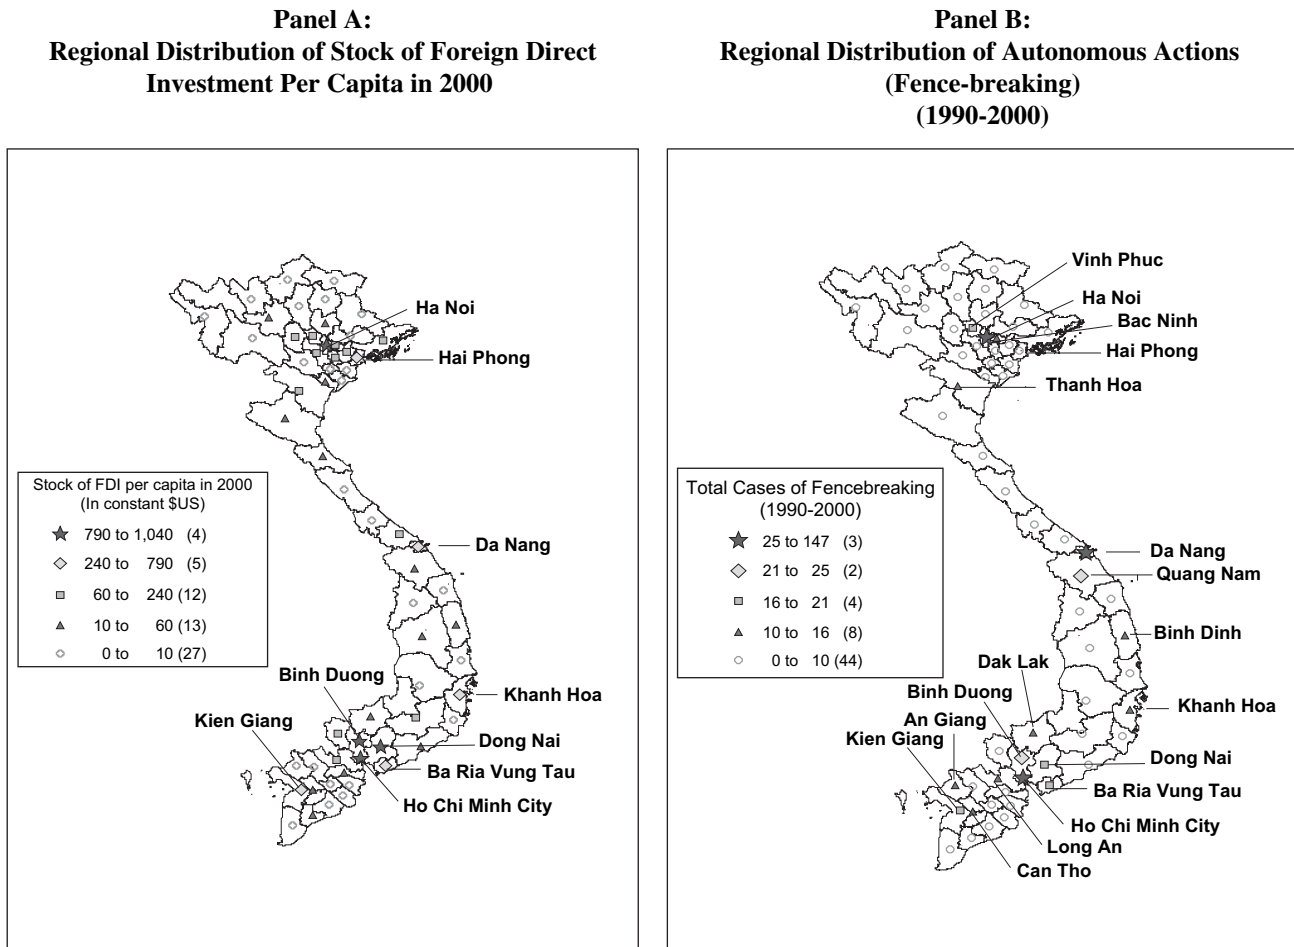 Panel A:
Regional Distribution of Stock of Foreign Direct
Investment Per Capita in 2000
Ha Noi
Hai Phong
Stock of FDI per capita in 2000
(In constant $US)
790 to 1,040 (4)
240 to 790 (5)
60 to 240 (12)
10 to 60 (13)
0 to 10 (27)
Da Nang
Binh Duong
Khanh Hoa
Kien Giang
Dong Nai
Ba Ria Vung Tau
Ho Chi Minh City
Panel B:
Regional Distribution of Autonomous Actions
(Fence-breaking)
(1990-2000)
Vinh Phuc
Ha Noi
Bac Ninh
Hai Phong
Thanh Hoa
Total Cases of Fencebreaking
(1990-2000)
25 to 147 (3)
21 to 25 (2)
16 to 21 (4)
10 to 16 (8)
0 to 10 (44)
Da Nang
Quang Nam
Binh Dinh
Dak Lak
Binh Duong
Khanh Hoa
An Giang
Kien Giang
Dong Nai
Ba Ria Vung Tau
Ho Chi Minh City
Long An
Can Tho